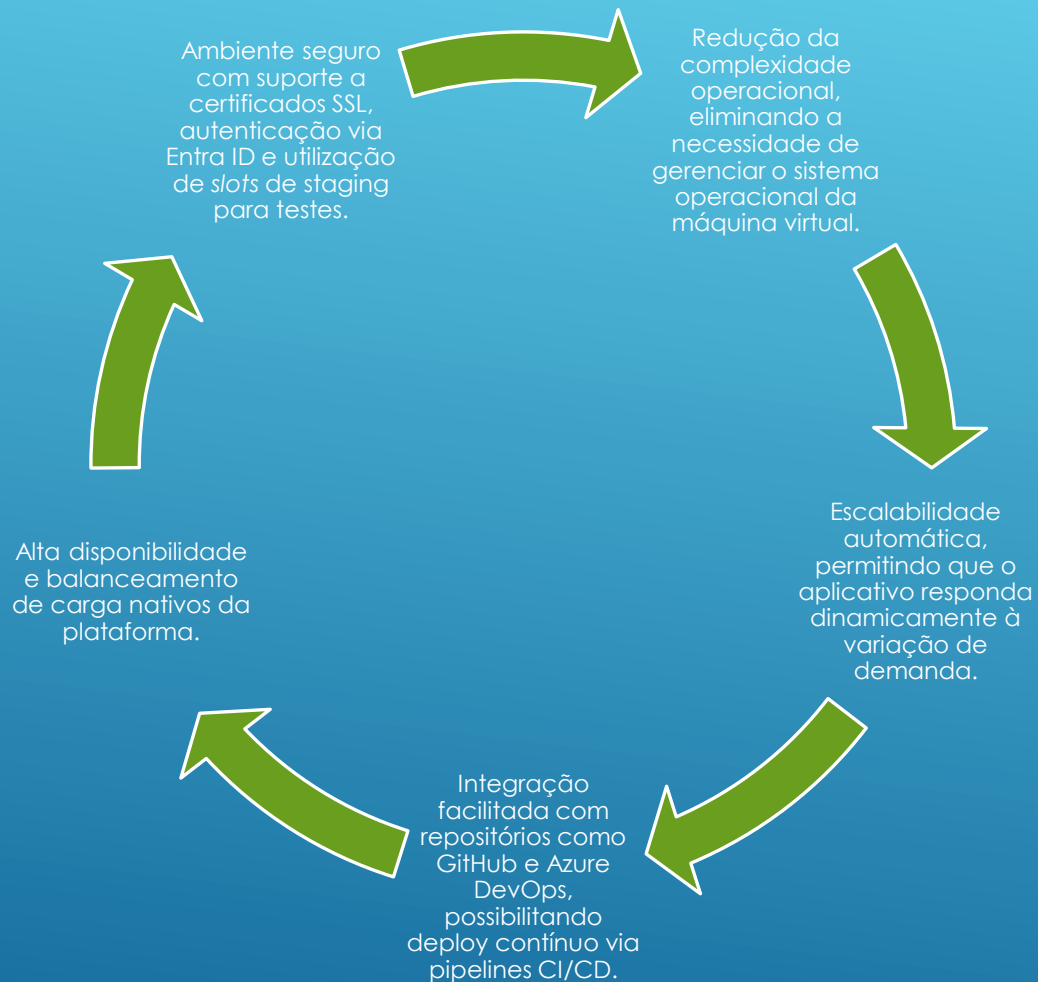 Ambiente seguro
com suporte a
certificados SSL,
autenticação via
Entra ID e utilização
de slots de staging
para testes.
Redução da
complexidade
operacional,
eliminando a
necessidade de
gerenciar o sistema
operacional da
máquina virtual.
Escalabilidade
automática,
permitindo que o
aplicativo responda
dinamicamente à
variação de
demanda.
Integração
facilitada com
repositórios como
GitHub e Azure
DevOps,
possibilitando
deploy contínuo via
pipelines CI/CD.
Alta disponibilidade
e balanceamento
de carga nativos da
plataforma.